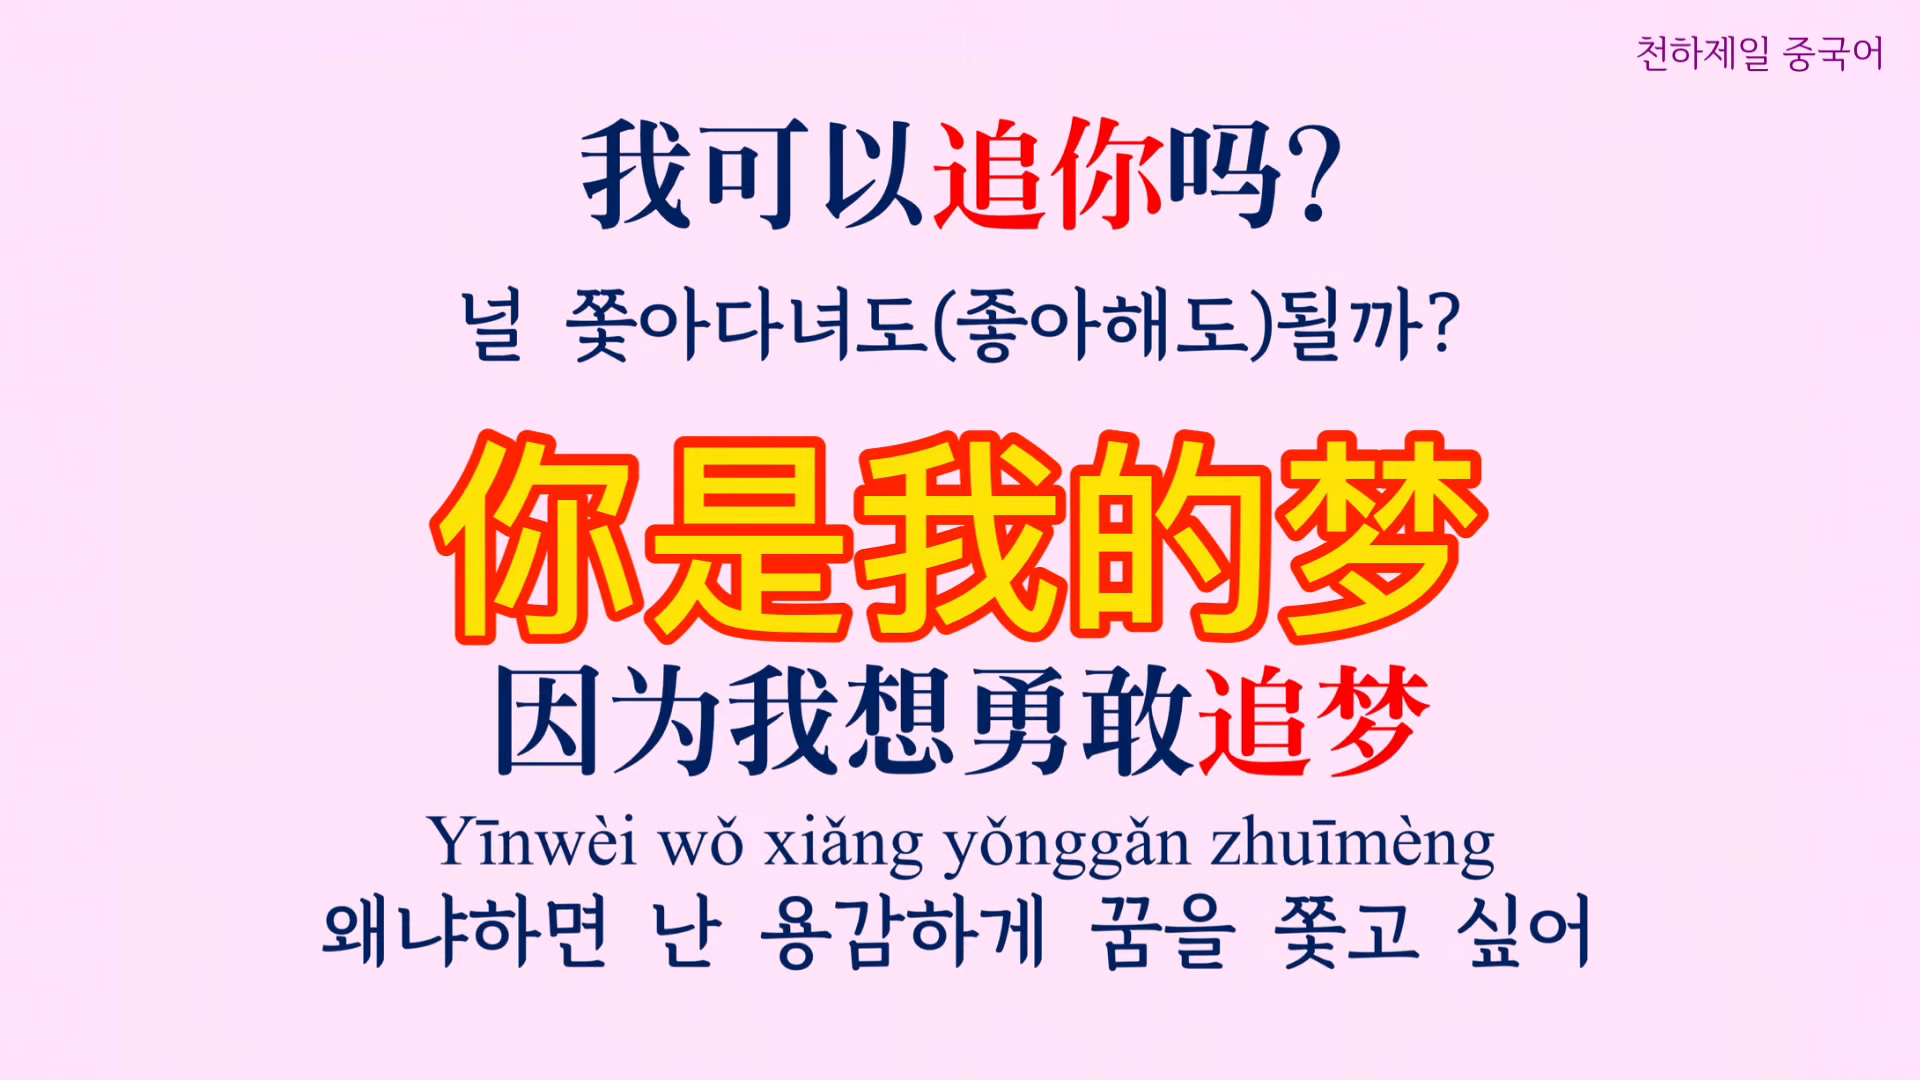 천하제일 중국어
我可以追你吗?
널 쫓아다녀도(좋아해도)될까?
你是我的梦
因为我想勇敢追梦
Yīnwèi wǒ xiǎng yǒnggǎn zhuīmèng
왜냐하면 난 용감하게 꿈을 쫓고 싶어